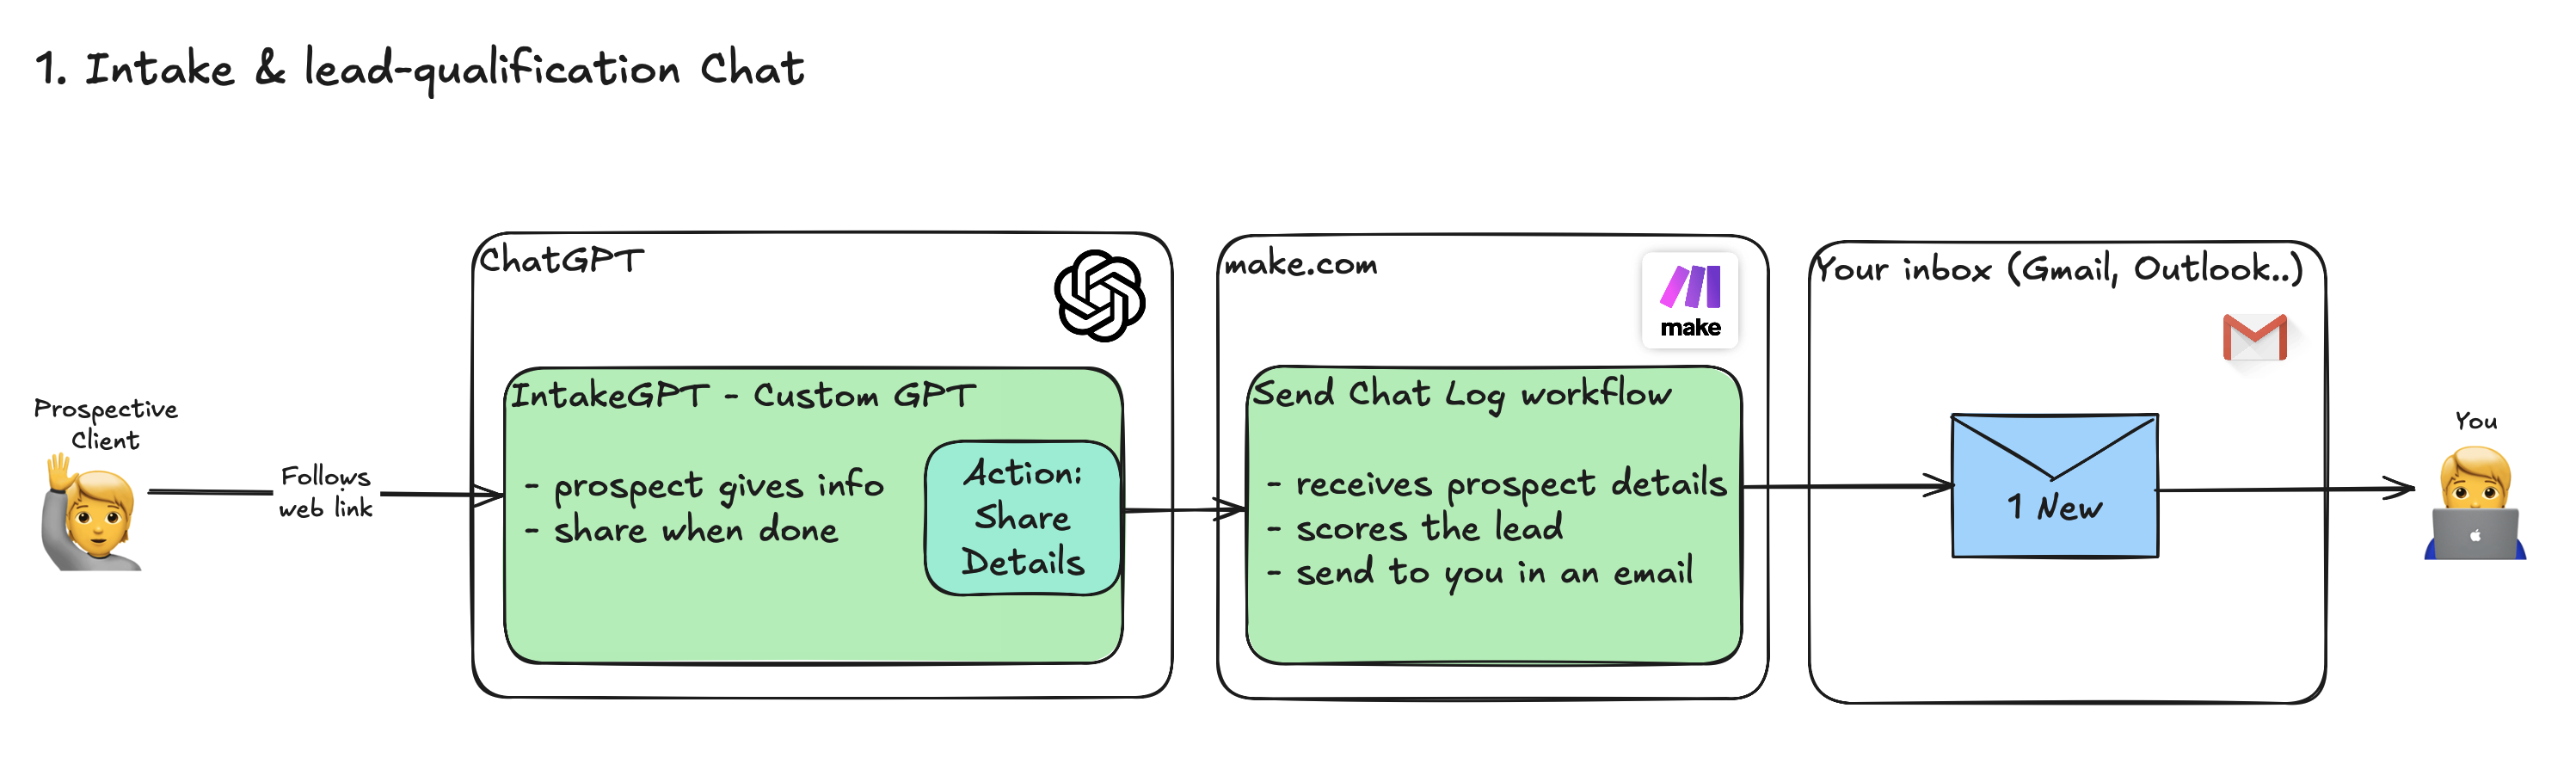 1. Intake & lead-qualification Chat
ChatGPT
make.com
make
Your inbox (Gmail, Outlook..)
IntakeGPT - Custom GPT
- prospect gives info
- share when done
Action:
Share
Details
Send Chat Log workflow
- receives prospect details
- scores the lead
- send to you in an email
Prospective
Client
Follows
web link
1 New
You